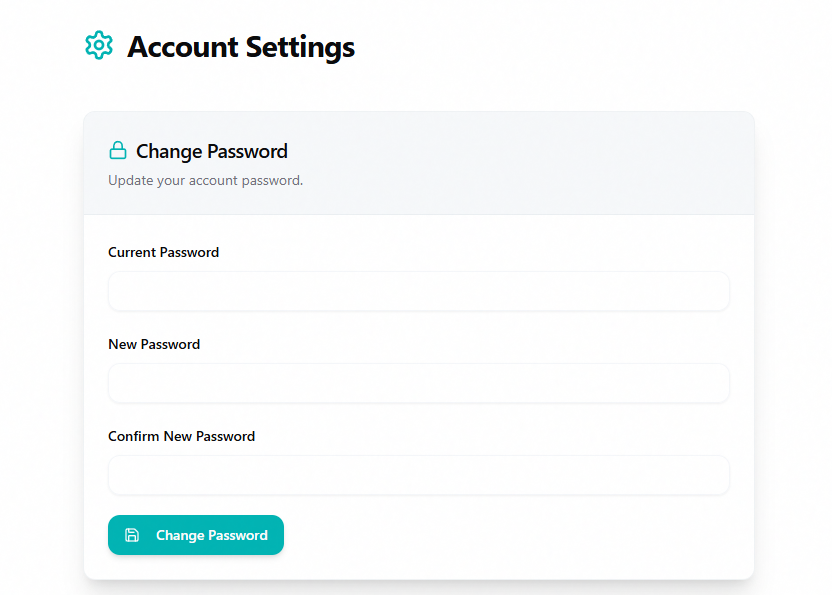 Account Settings
Change Password
Update your account password.
Current Password
New Password
Confirm New Password
Change Password